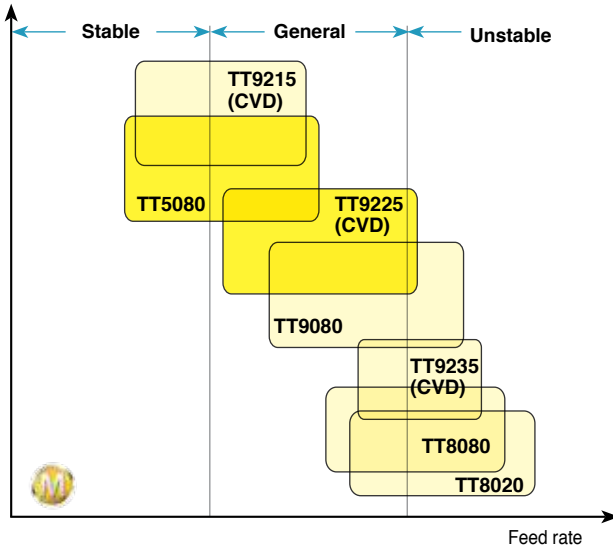 Stable
General
Unstable
TT9215
(CVD)
TT5080
TT9225
(CVD)
TT9080
TT9235
(CVD)
TT8080
TT8020
M
Feed rate